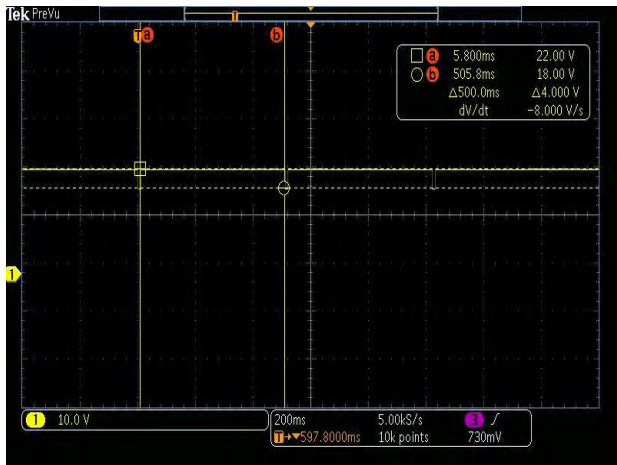 Tek PreVu
T
T a b
a 5.800ms 22.00 V
b 505.8ms 18.00 V
Δ500.0ms Δ4.000 V
dV/dt −8.000 V/s
1
1 10.0 V
200ms 5.00kS/s 3
T→▼597.8000ms 10k points 730mV